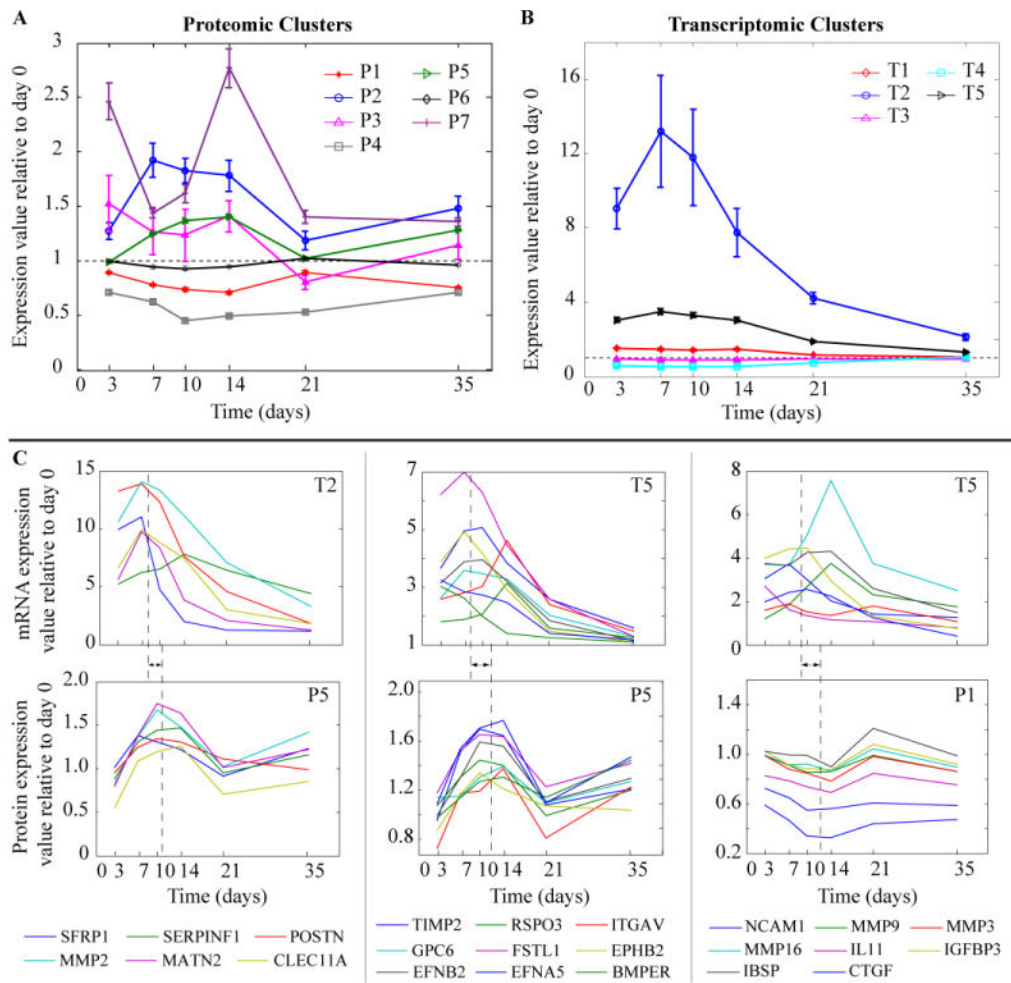 A
Proteomic Clusters
Expression value relative to day 0
3
2.5
2
1.5
1
0.5
0
P1
P2
P3
P4
P5
P6
P7
0 3 7 10 14 21 35
Time (days)
B
Transcriptomic Clusters
Expression value relative to day 0
16
12
8
4
0
T1
T2
T3
T4
T5
0 3 7 10 14 21 35
Time (days)
C
mRNA expression
value relative to day 0
15
10
5
0
T2
7
5
3
1
T5
8
6
4
2
0
T5
Protein expression
value relative to day 0
2.0
1.5
1.0
0.5
0
P5
0 3 7 10 14 21 35
Time (days)
2.0
1.6
1.2
0.8
P5
0 3 7 10 14 21 35
Time (days)
1.4
1.0
0.6
0.2
P1
0 3 7 10 14 21 35
Time (days)
SFRP1 SERPINF1 POSTN
MMP2 MATN2 CLEC11A
TIMP2 RSPO3 ITGAV
GPC6 FSTL1 EPHB2
EFNB2 EFNA5 BMPER
NCAM1 MMP9 MMP3
MMP16 IL11 IGFBP3
IBSP CTGF